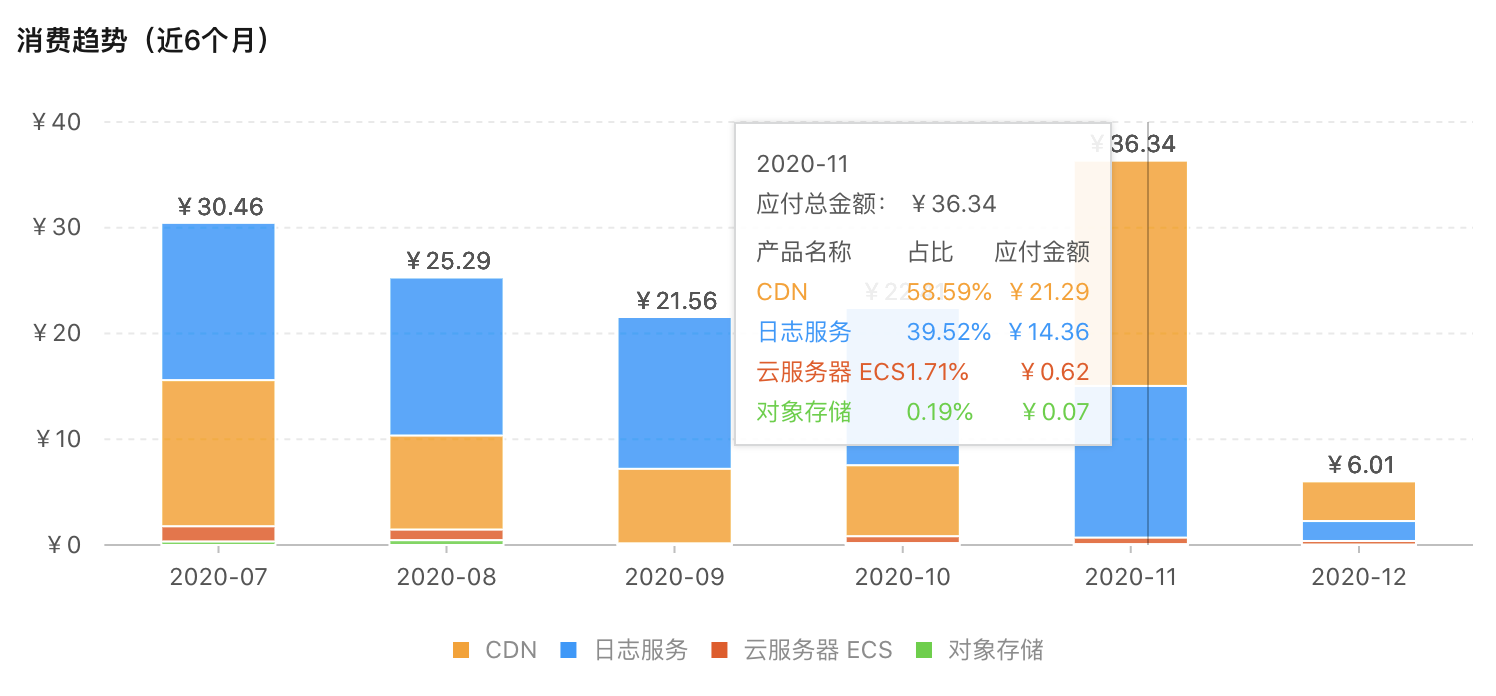 消费趋势（近6个月）
¥ 40
¥ 30
¥ 20
¥ 10
¥ 0
¥ 30.46
¥ 25.29
¥ 21.56
¥ 36.34
¥ 6.01
2020-11
应付总金额： ¥ 36.34
产品名称 占比 应付金额
CDN 58.59% ¥ 21.29
日志服务 39.52% ¥ 14.36
云服务器 ECS1.71% ¥ 0.62
对象存储 0.19% ¥ 0.07
2020-07 2020-08 2020-09 2020-10 2020-11 2020-12
CDN 日志服务 云服务器 ECS 对象存储